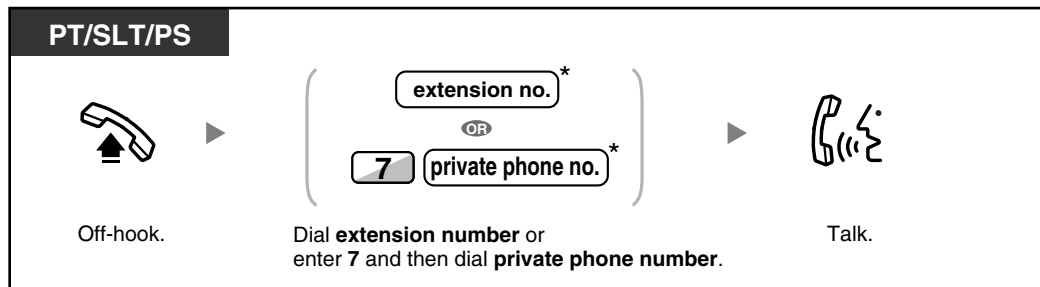 PT/SLT/PS
extension no.*
OR
7 private phone no.*
Off-hook.
Dial extension number or
enter 7 and then dial private phone number.
Talk.